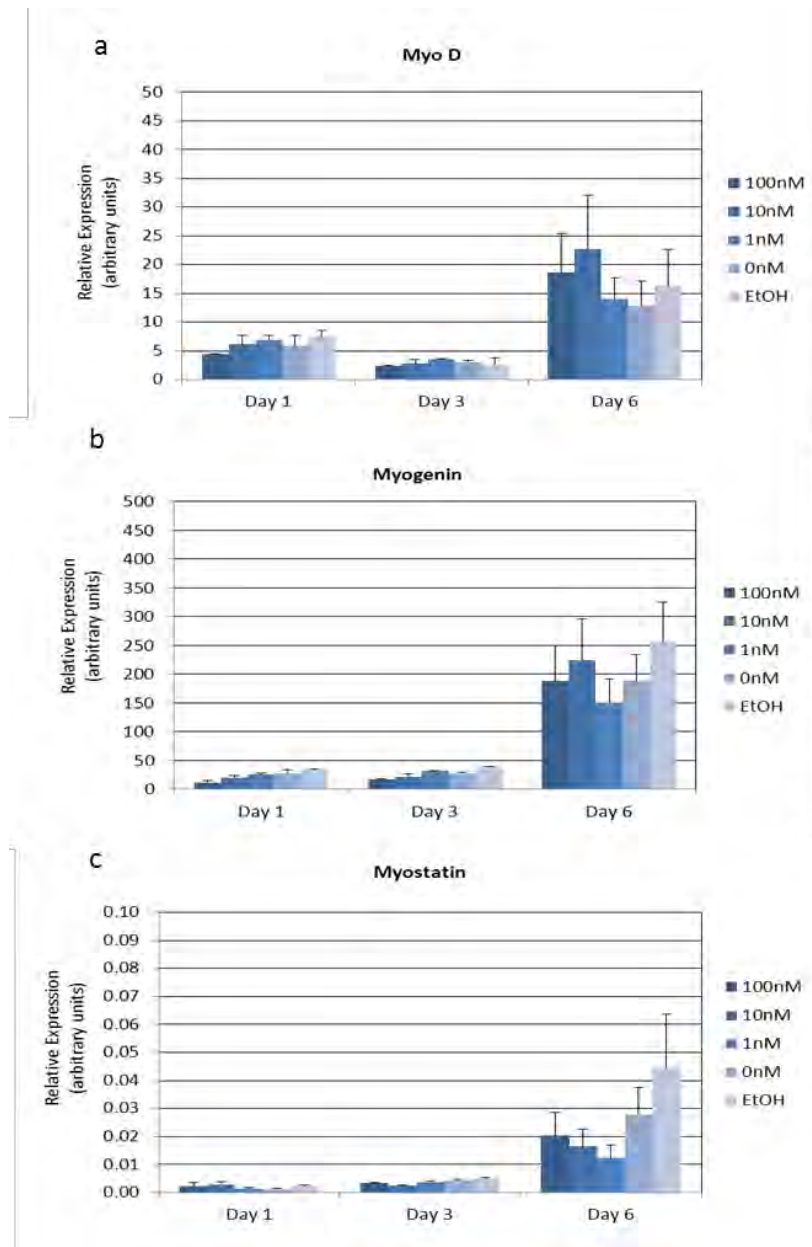 a
Myo D
50
45
40
35
30
25
20
15
10
5
0
Relative Expression
(arbitrary units)
Day 1
Day 3
Day 6
100nM
10nM
1nM
0nM
EtOH
b
Myogenin
500
450
400
350
300
250
200
150
100
50
0
Relative Expression
(arbitrary units)
Day 1
Day 3
Day 6
100nM
10nM
1nM
0nM
EtOH
c
Myostatin
0.10
0.09
0.08
0.07
0.06
0.05
0.04
0.03
0.02
0.01
0.00
Relative Expression
(arbitrary units)
Day 1
Day 3
Day 6
100nM
10nM
1nM
0nM
EtOH